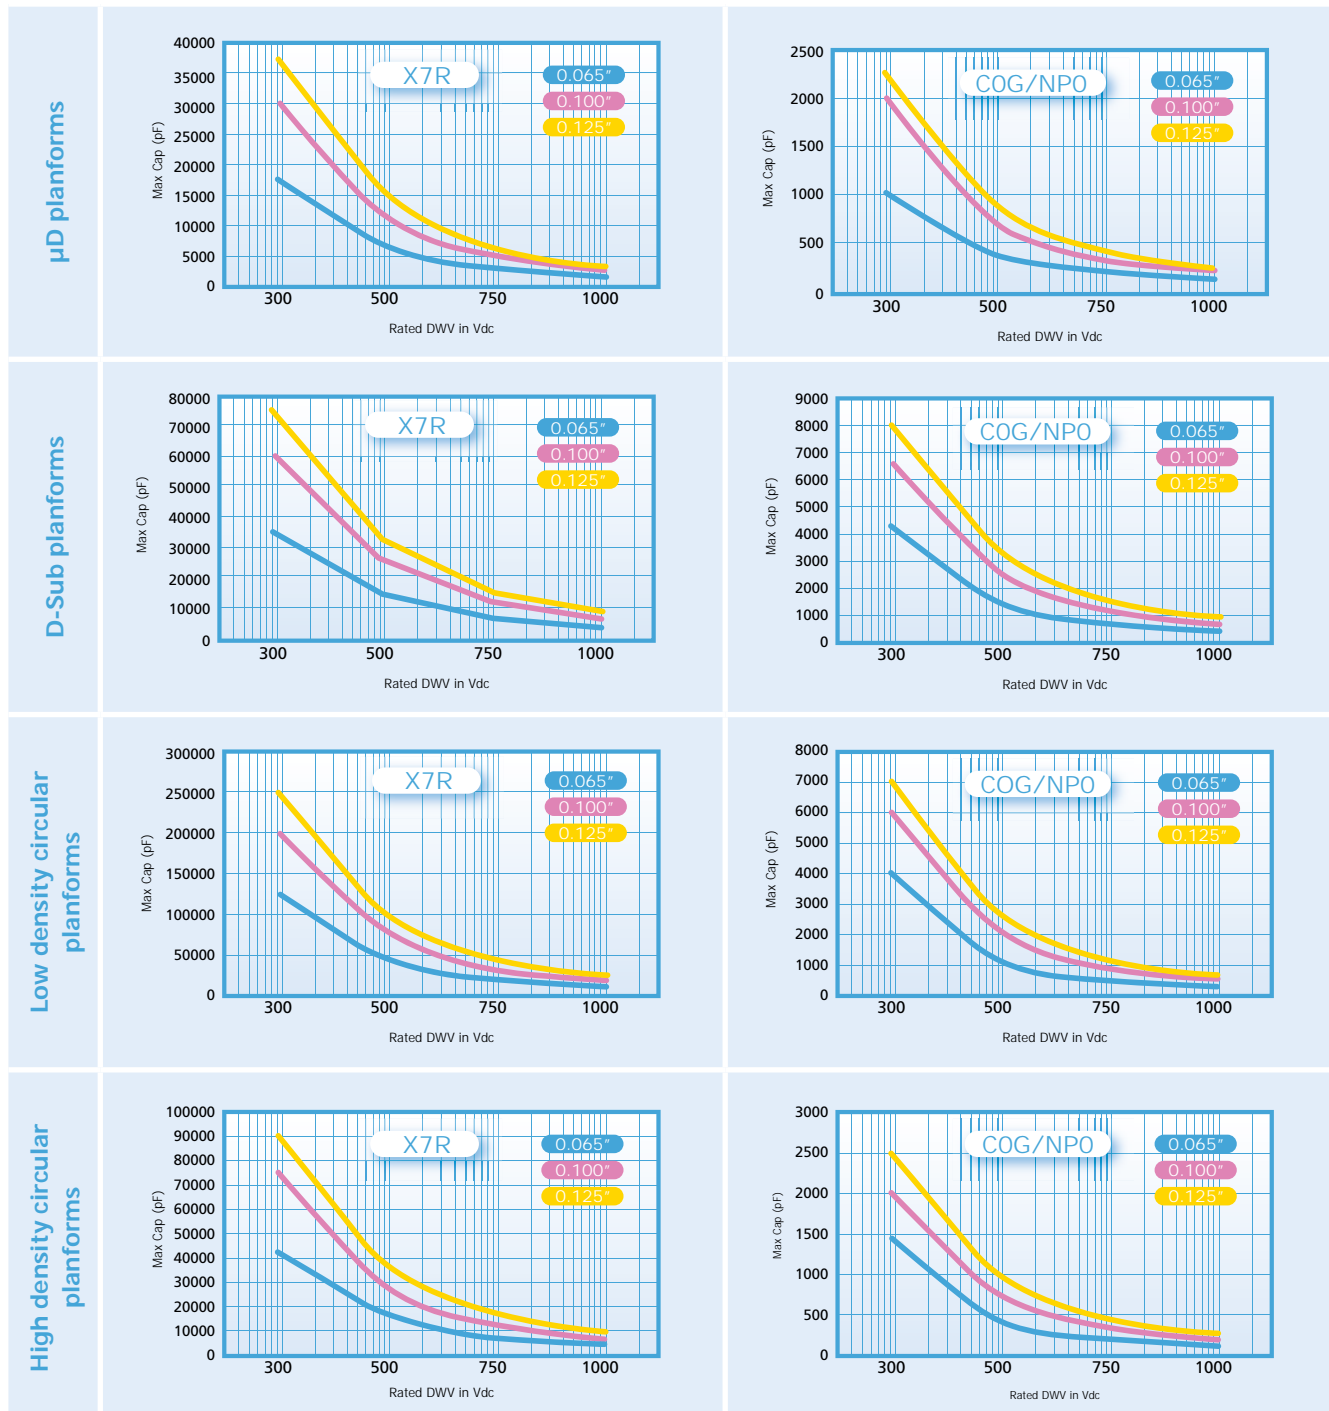 µD planforms
40000
35000
30000
25000
20000
15000
10000
5000
0
Max Cap (pF)
X7R
0.065″
0.100″
0.125″
300 500 750 1000
Rated DWV in Vdc
2500
2000
1500
1000
500
0
Max Cap (pF)
C0G/NP0
0.065″
0.100″
0.125″
300 500 750 1000
Rated DWV in Vdc
D-Sub planforms
80000
70000
60000
50000
40000
30000
20000
10000
0
Max Cap (pF)
X7R
0.065″
0.100″
0.125″
300 500 750 1000
Rated DWV in Vdc
9000
8000
7000
6000
5000
4000
3000
2000
1000
0
Max Cap (pF)
C0G/NP0
0.065″
0.100″
0.125″
300 500 750 1000
Rated DWV in Vdc
Low density circular
planforms
300000
250000
200000
150000
100000
50000
0
Max Cap (pF)
X7R
0.065″
0.100″
0.125″
300 500 750 1000
Rated DWV in Vdc
8000
7000
6000
5000
4000
3000
2000
1000
0
Max Cap (pF)
COG/NP0
0.065″
0.100″
0.125″
300 500 750 1000
Rated DWV in Vdc
High density circular
planforms
100000
90000
80000
70000
60000
50000
40000
30000
20000
10000
0
Max Cap (pF)
X7R
0.065″
0.100″
0.125″
300 500 750 1000
Rated DWV in Vdc
3000
2500
2000
1500
1000
500
0
Max Cap (pF)
C0G/NP0
0.065″
0.100″
0.125″
300 500 750 1000
Rated DWV in Vdc